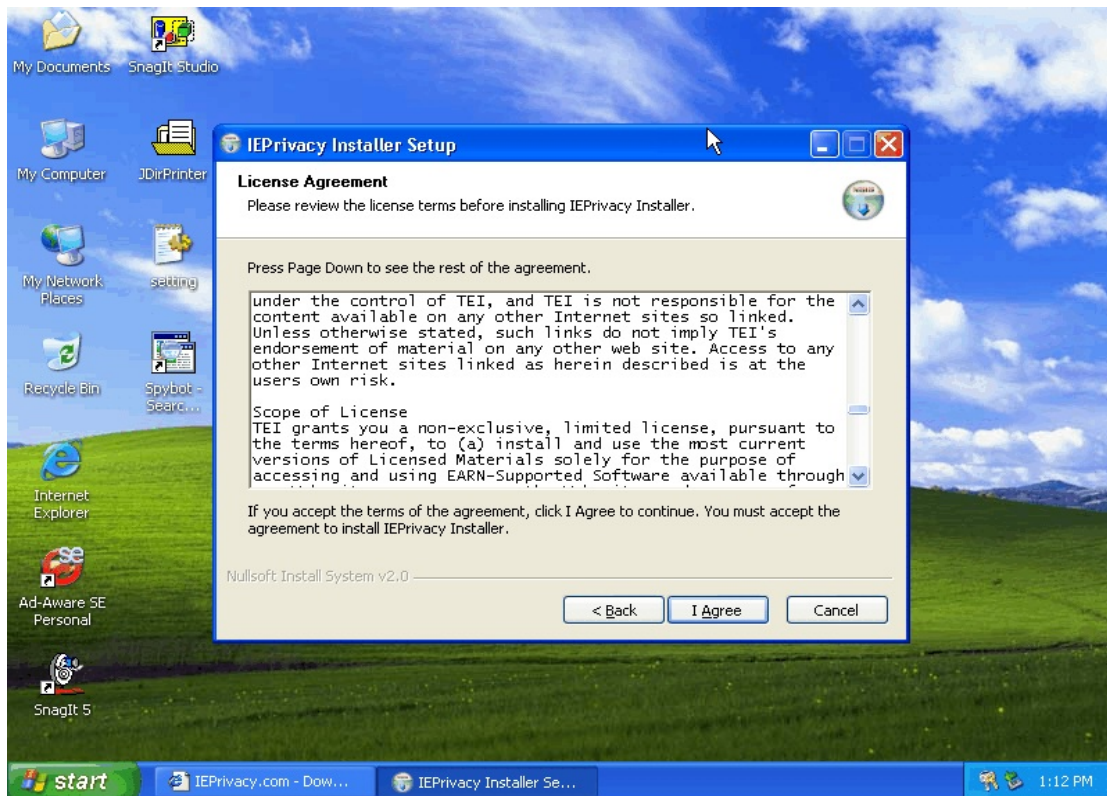 My Documents
SnagIt Studio
My Computer
JDirPrinter
My Network
Places
setting
Recycle Bin
Spybot -
Searc...
Internet
Explorer
Ad-Aware SE
Personal
SnagIt 5
IEPrivacy Installer Setup
License Agreement
Please review the license terms before installing IEPrivacy Installer.
Press Page Down to see the rest of the agreement.
under the control of TEI, and TEI is not responsible for the
content available on any other Internet sites so linked.
Unless otherwise stated, such links do not imply TEI's
endorsement of material on any other web site. Access to any
other Internet sites linked as herein described is at the
users own risk.
Scope of License
TEI grants you a non-exclusive, limited license, pursuant to
the terms hereof, to (a) install and use the most current
versions of Licensed Materials solely for the purpose of
accessing and using EARN-Supported Software available through
If you accept the terms of the agreement, click I Agree to continue. You must accept the
agreement to install IEPrivacy Installer.
Nullsoft Install System v2.0
< Back
I Agree
Cancel
start
IEPrivacy.com - Dow...
IEPrivacy Installer Se...
1:12 PM